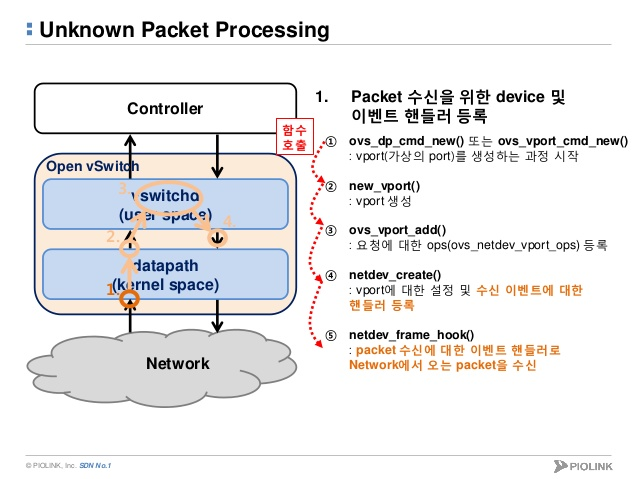 Unknown Packet Processing
Controller
Open vSwitch
vswitchd
(user space)
datapath
(kernel space)
Network
1.
2.
3.
4.
함수
호출
1. Packet 수신을 위한 device 및
이벤트 핸들러 등록
① ovs_dp_cmd_new() 또는 ovs_vport_cmd_new()
: vport(가상의 port)를 생성하는 과정 시작
② new_vport()
: vport 생성
③ ovs_vport_add()
: 요청에 대한 ops(ovs_netdev_vport_ops) 등록
④ netdev_create()
: vport에 대한 설정 및 수신 이벤트에 대한
핸들러 등록
⑤ netdev_frame_hook()
: packet 수신에 대한 이벤트 핸들러로
Network에서 오는 packet을 수신
© PIOLINK, Inc. SDN No.1
PIOLINK